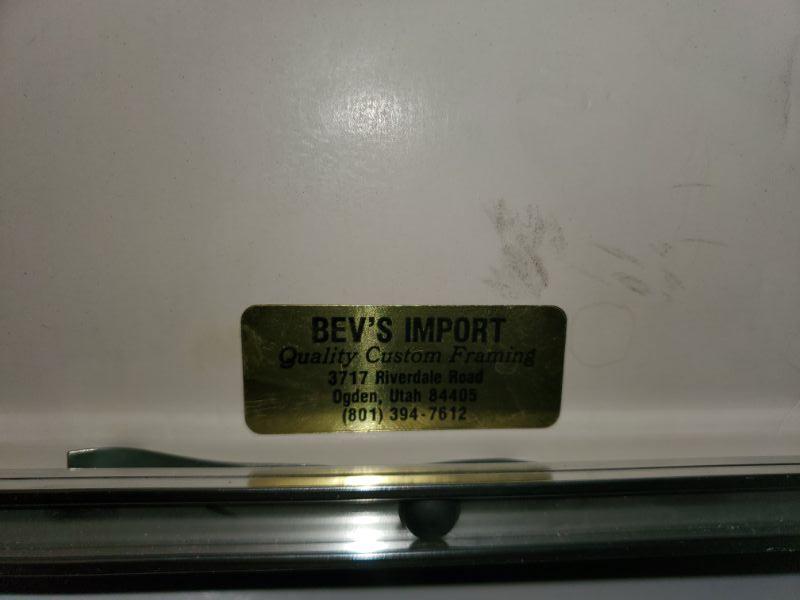 BEV'S IMPORT
Quality Custom Framing
3717 Riverdale Road
Ogden, Utah 84405
(801) 394-7612